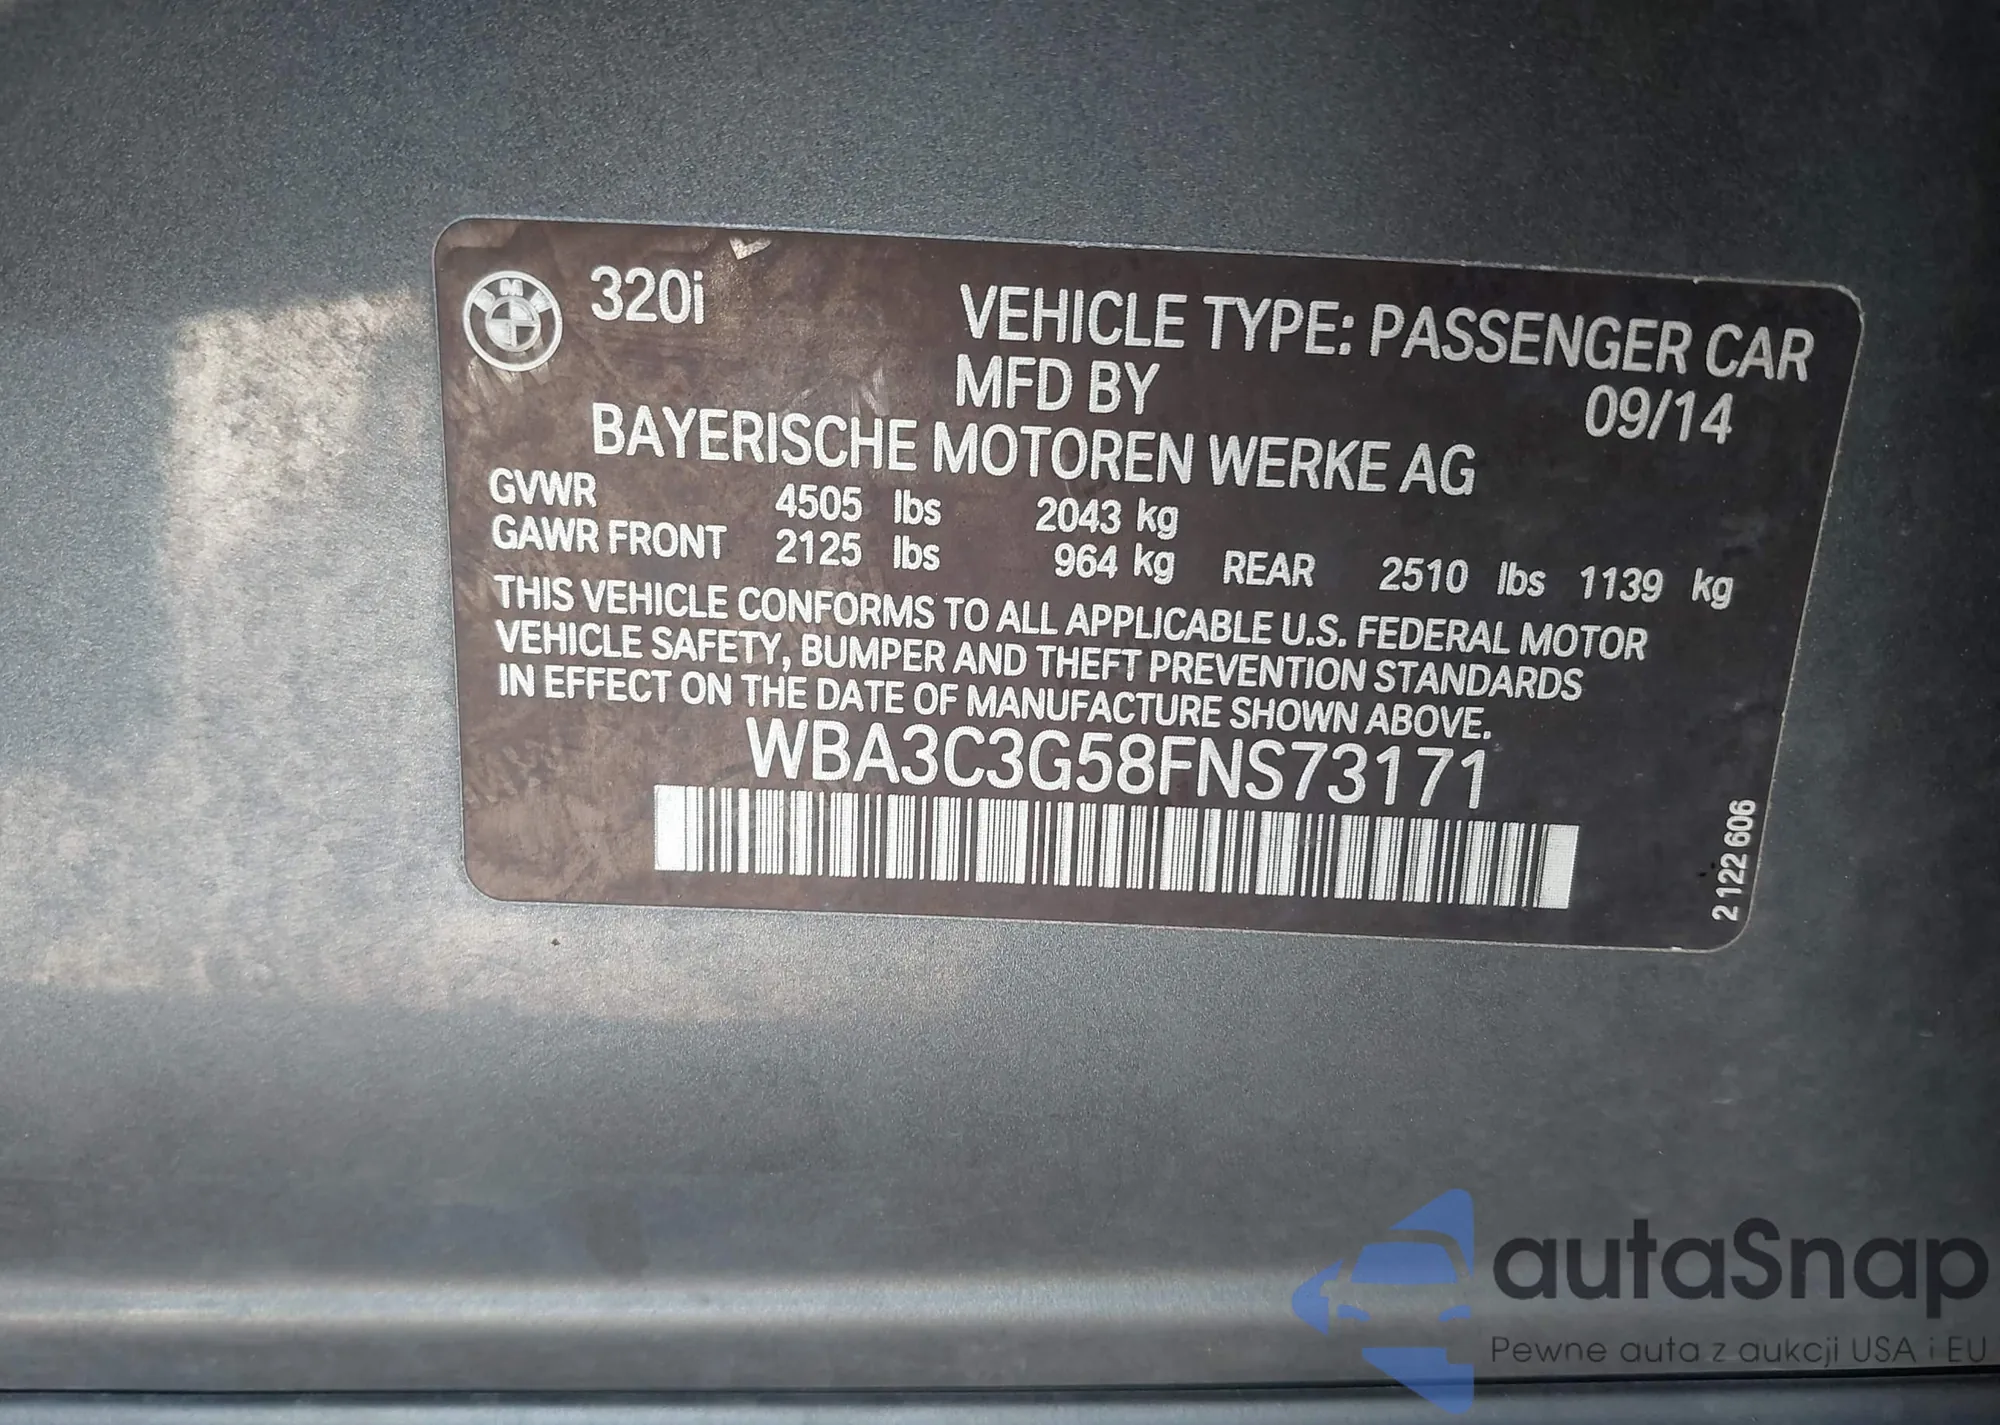 BMW
320i
VEHICLE TYPE: PASSENGER CAR
MFD BY 09/14
BAYERISCHE MOTOREN WERKE AG
GVWR 4505 lbs 2043 kg
GAWR FRONT 2125 lbs 964 kg REAR 2510 lbs 1139 kg
THIS VEHICLE CONFORMS TO ALL APPLICABLE U.S. FEDERAL MOTOR
VEHICLE SAFETY, BUMPER AND THEFT PREVENTION STANDARDS
IN EFFECT ON THE DATE OF MANUFACTURE SHOWN ABOVE.
WBA3C3G58FNS73171
2 122 606
autaSnap
Pewne auta z aukcji USA i EU